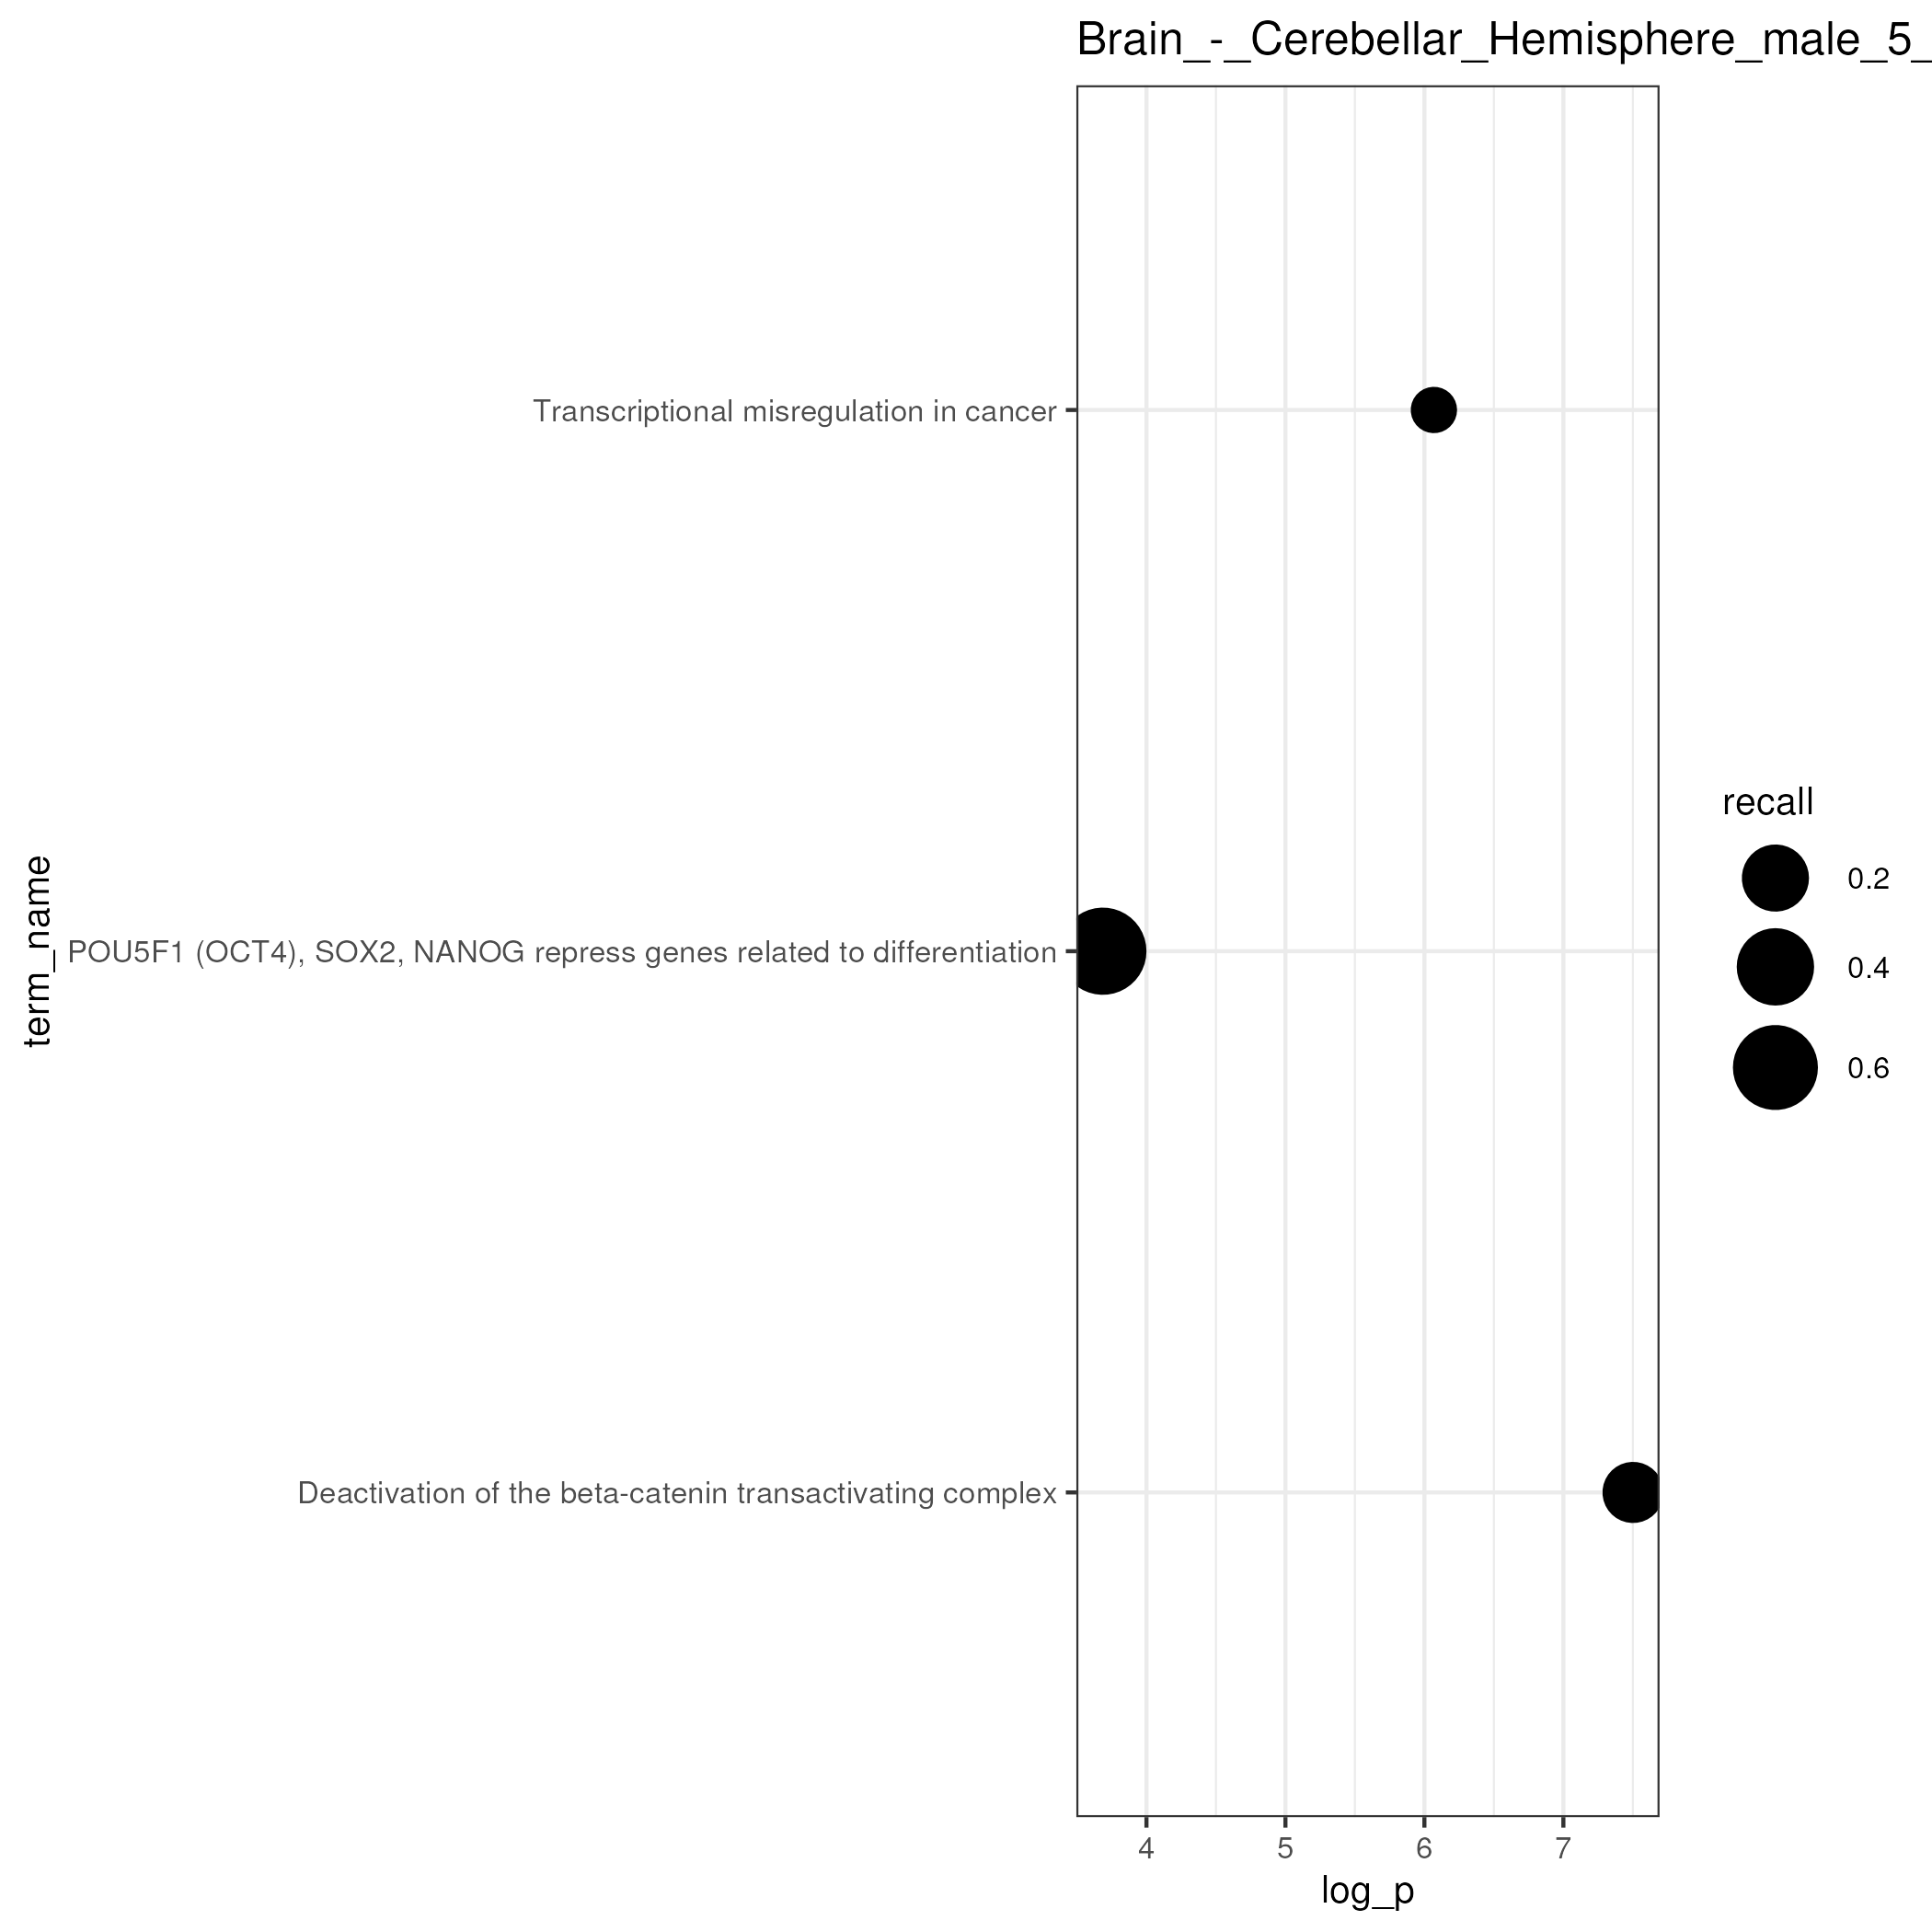 Brain_-_Cerebellar_Hemisphere_male_5_
term_name
Transcriptional misregulation in cancer
POU5F1 (OCT4), SOX2, NANOG repress genes related to differentiation
Deactivation of the beta-catenin transactivating complex
4 5 6 7
log_p
recall
0.2
0.4
0.6